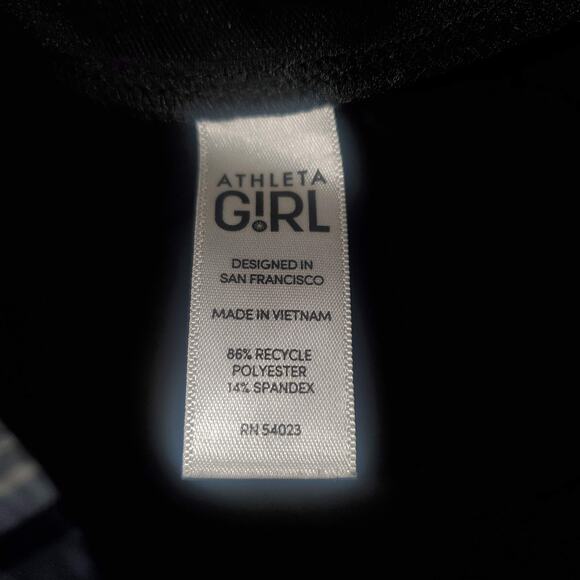 ATHLETA
G!RL
DESIGNED IN
SAN FRANCISCO
MADE IN VIETNAM
86% RECYCLE
POLYESTER
14% SPANDEX
RN 54023